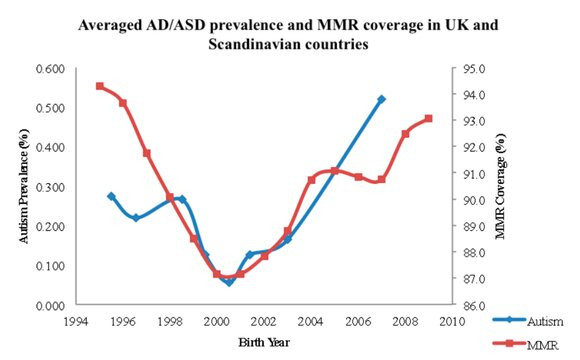 Averaged AD/ASD prevalence and MMR coverage in UK and
Scandinavian countries
Autism Prevalence (%)
0.600
0.500
0.400
0.300
0.200
0.100
0.000
95.0
94.0
93.0
92.0
91.0
90.0
89.0
88.0
87.0
86.0
MMR Coverage (%)
1994 1996 1998 2000 2002 2004 2006 2008 2010
Birth Year
Autism
MMR